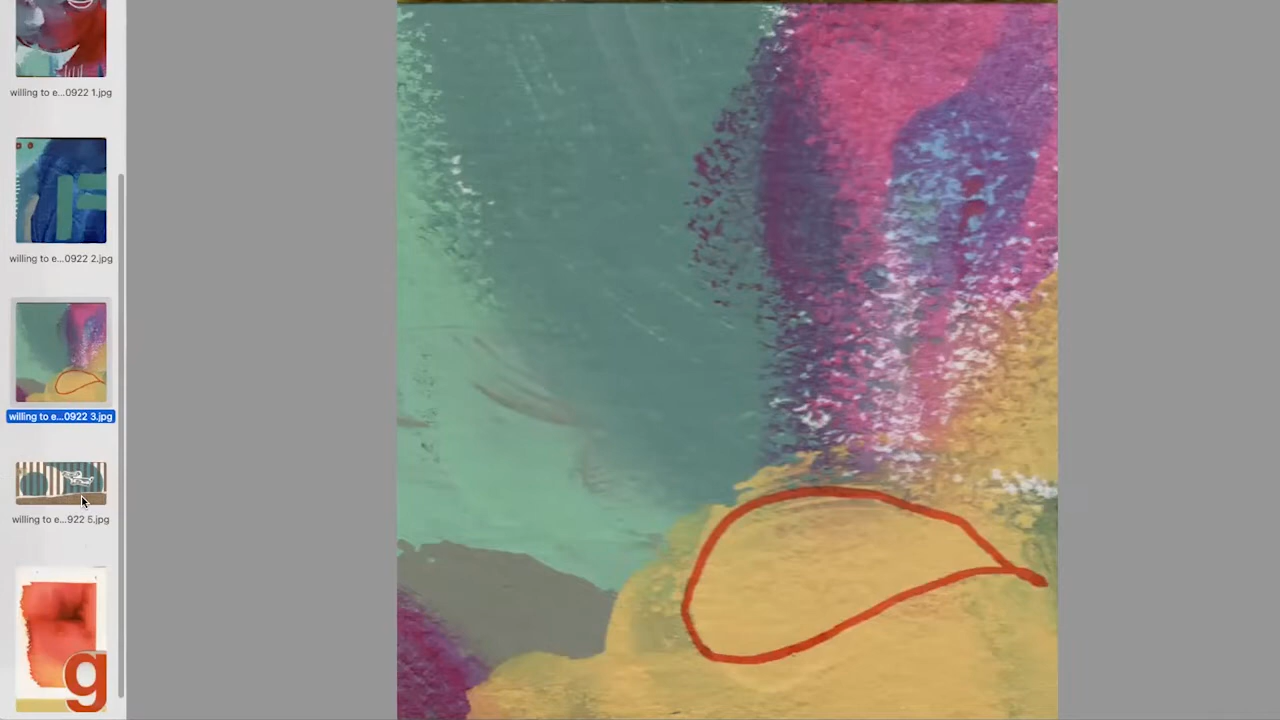 willing to e...0922 1.jpg
willing to e...0922 2.jpg
willing to e...0922 3.jpg
willing to e...922 5.jpg
g